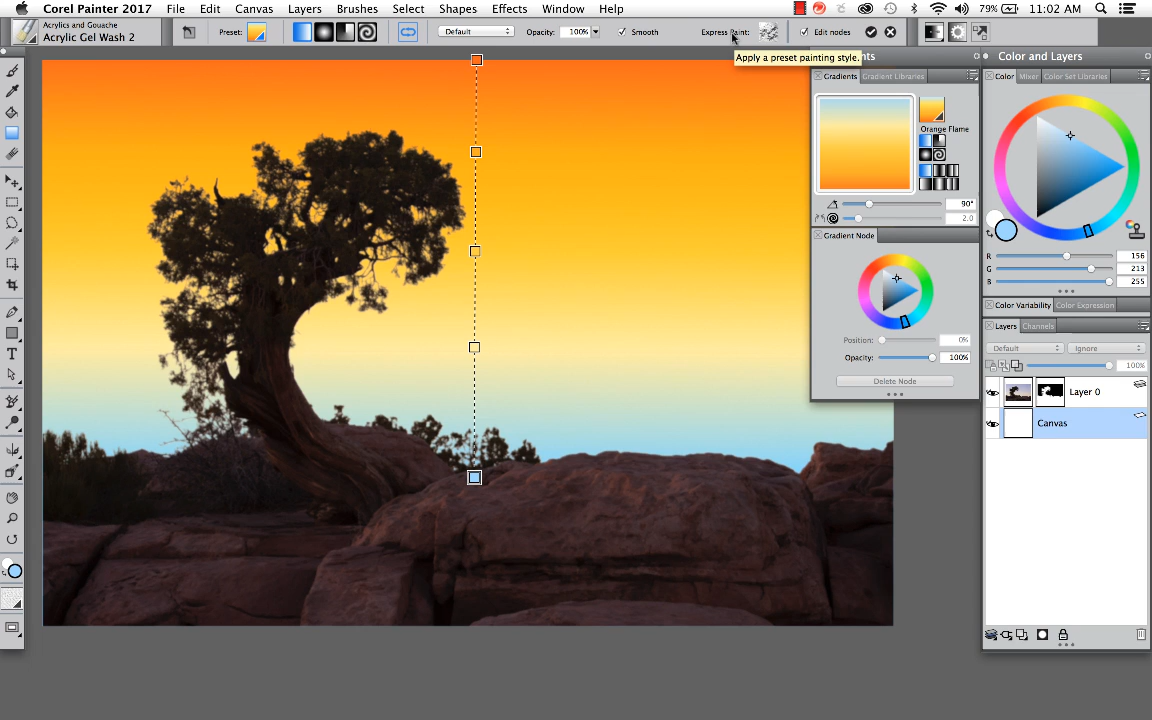 Corel Painter 2017 File Edit Canvas Layers Brushes Select Shapes Effects Window Help 79% 11:02 AM
Acrylics and Gouache
Acrylic Gel Wash 2
Preset: Default Opacity: 100% Smooth Express Paint: Edit nodes
Apply a preset painting style.
Gradients Gradient Libraries
Orange Flame
90°
2.0
Gradient Node
Position: 0%
Opacity: 100%
Delete Node
Color and Layers
Color Mixer Color Set Libraries
R 156
G 213
B 255
Color Variability Color Expression
Layers Channels
Default Ignore
100%
Layer 0
Canvas